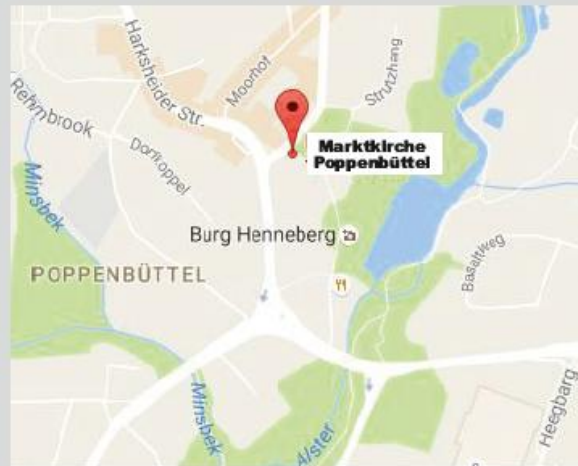 Harksheider Str.
Moorhof
Strutzhang
Rehmbrook
Dorfkoppel
Marktkirche
Poppenbüttel
Minsbek
Burg Henneberg
Basaltweg
POPPENBÜTTEL
Minsbek
Alster
Heegbarg